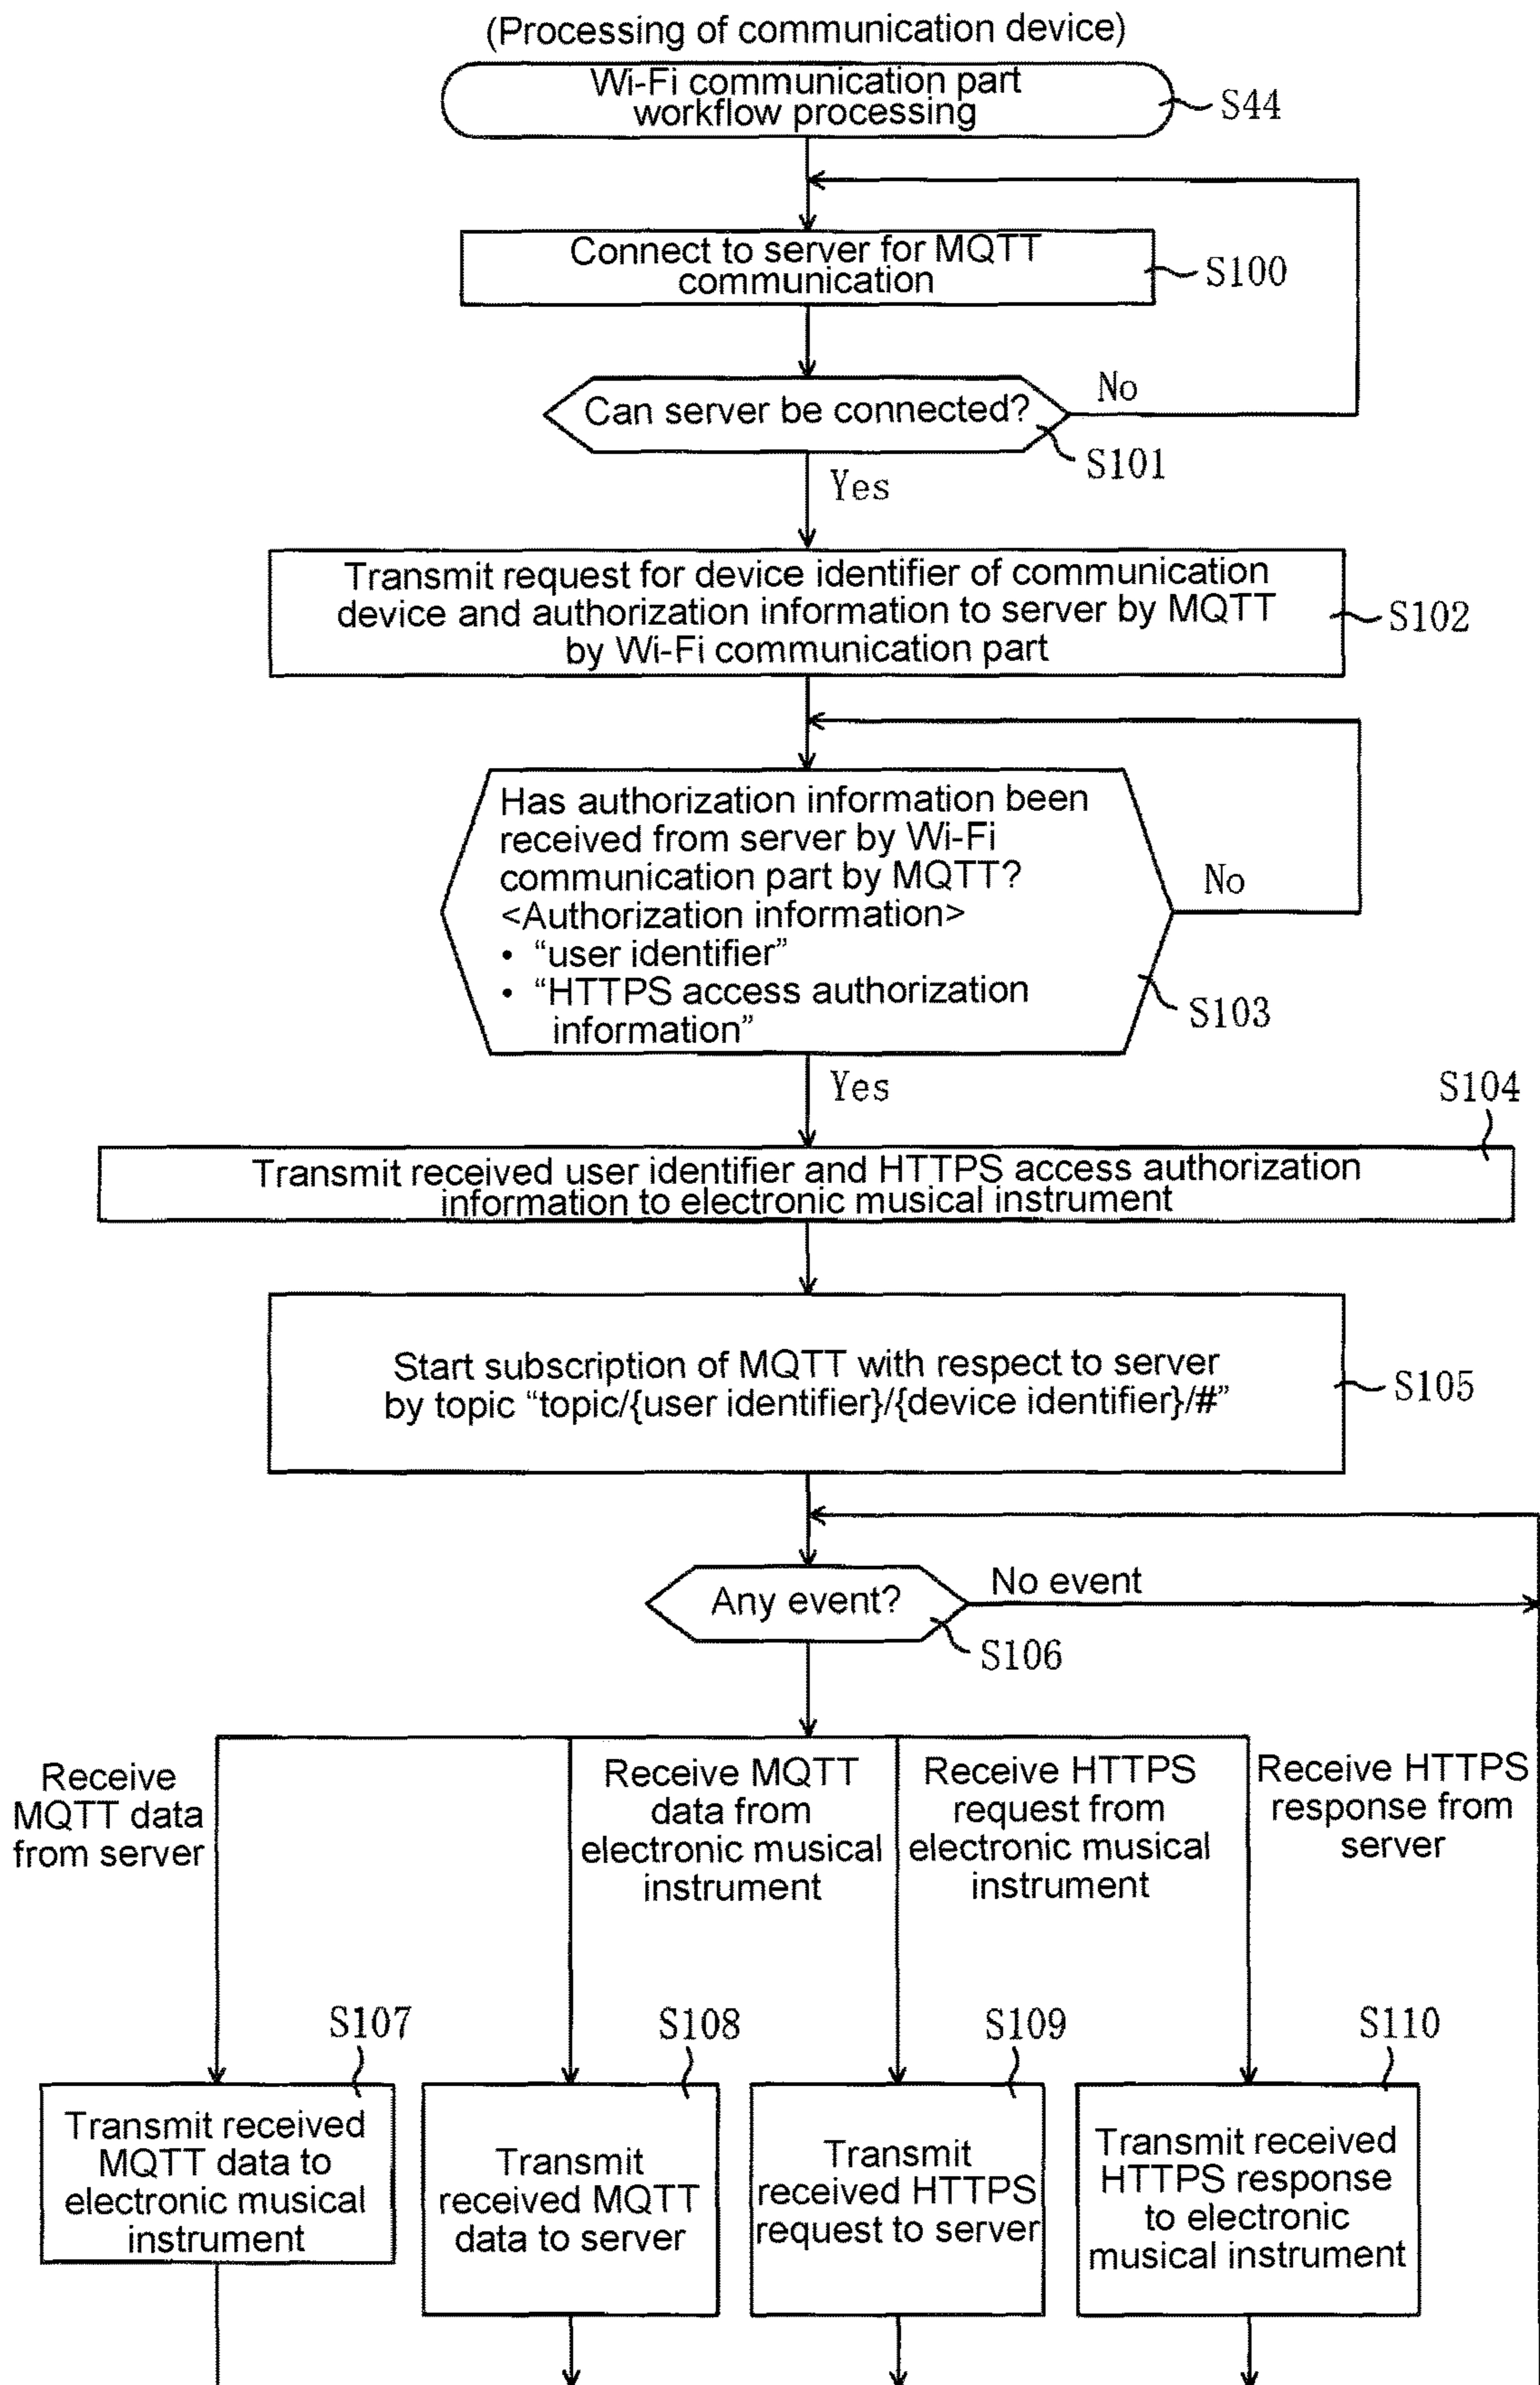 (Processing of communication device)
Wi-Fi communication part
workflow processing
S44
Connect to server for MQTT
communication
S100
Can server be connected?
No
S101
Yes
Transmit request for device identifier of communication
device and authorization information to server by MQTT
by Wi-Fi communication part
S102
Has authorization information been
received from server by Wi-Fi
communication part by MQTT?
<Authorization information>
• “user identifier”
• “HTTPS access authorization
information”
No
S103
Yes
S104
Transmit received user identifier and HTTPS access authorization
information to electronic musical instrument
Start subscription of MQTT with respect to server
by topic “topic/{user identifier}/{device identifier}/#”
S105
Any event?
No event
S106
Receive
MQTT data
from server
Receive MQTT
data from
electronic musical
instrument
Receive HTTPS
request from
electronic musical
instrument
Receive HTTPS
response from
server
S107
S108
S109
S110
Transmit received
MQTT data to
electronic musical
instrument
Transmit
received MQTT
data to server
Transmit
received HTTPS
request to server
Transmit received
HTTPS response
to electronic
musical instrument